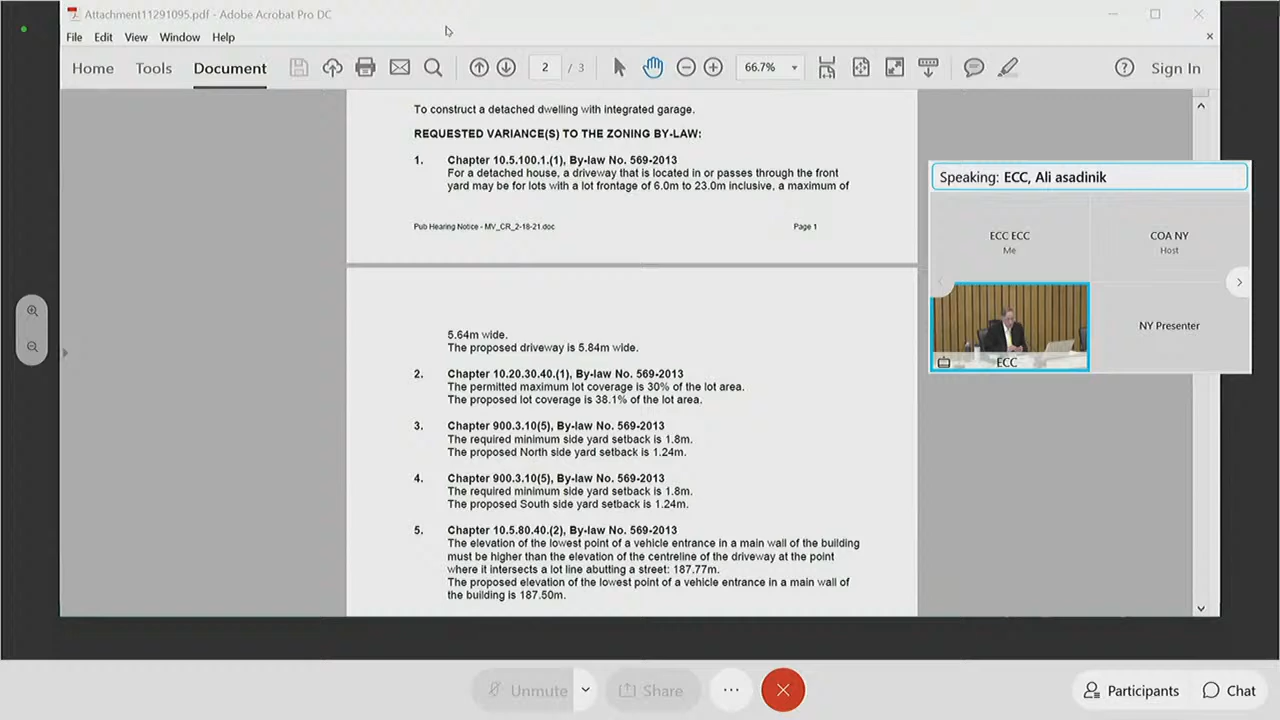 Attachment11291095.pdf - Adobe Acrobat Pro DC
File Edit View Window Help
Home Tools Document 2 / 3 66.7% Sign In
To construct a detached dwelling with integrated garage.
REQUESTED VARIANCE(S) TO THE ZONING BY-LAW:
1. Chapter 10.5.100.1.(1), By-law No. 569-2013
For a detached house, a driveway that is located in or passes through the front
yard may be for lots with a lot frontage of 6.0m to 23.0m inclusive, a maximum of
Pub Hearing Notice - MV_CR_2-18-21.doc Page 1
5.64m wide.
The proposed driveway is 5.84m wide.
2. Chapter 10.20.30.40.(1), By-law No. 569-2013
The permitted maximum lot coverage is 30% of the lot area.
The proposed lot coverage is 38.1% of the lot area.
3. Chapter 900.3.10(5), By-law No. 569-2013
The required minimum side yard setback is 1.8m.
The proposed North side yard setback is 1.24m.
4. Chapter 900.3.10(5), By-law No. 569-2013
The required minimum side yard setback is 1.8m.
The proposed South side yard setback is 1.24m.
5. Chapter 10.5.80.40.(2), By-law No. 569-2013
The elevation of the lowest point of a vehicle entrance in a main wall of the building
must be higher than the elevation of the centreline of the driveway at the point
where it intersects a lot line abutting a street: 187.77m.
The proposed elevation of the lowest point of a vehicle entrance in a main wall of
the building is 187.50m.
Speaking: ECC, Ali asadinik
ECC ECC
Me
COA NY
Host
ECC
NY Presenter
Unmute Share Participants Chat